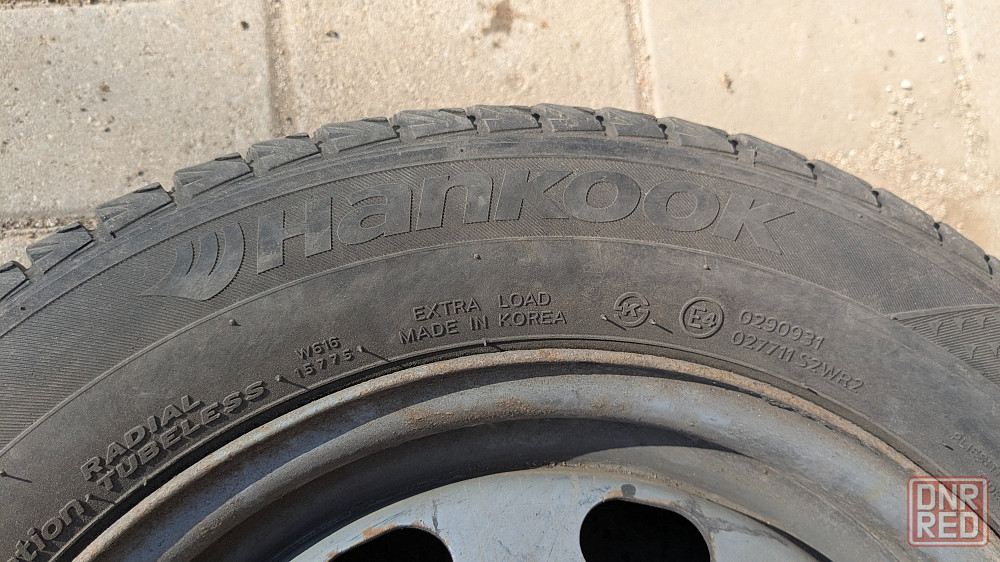 Hankook
EXTRA LOAD
MADE IN KOREA
E4
0290931
027711 S2WR2
W616
15775
RADIAL
TUBELESS
DNR
RED